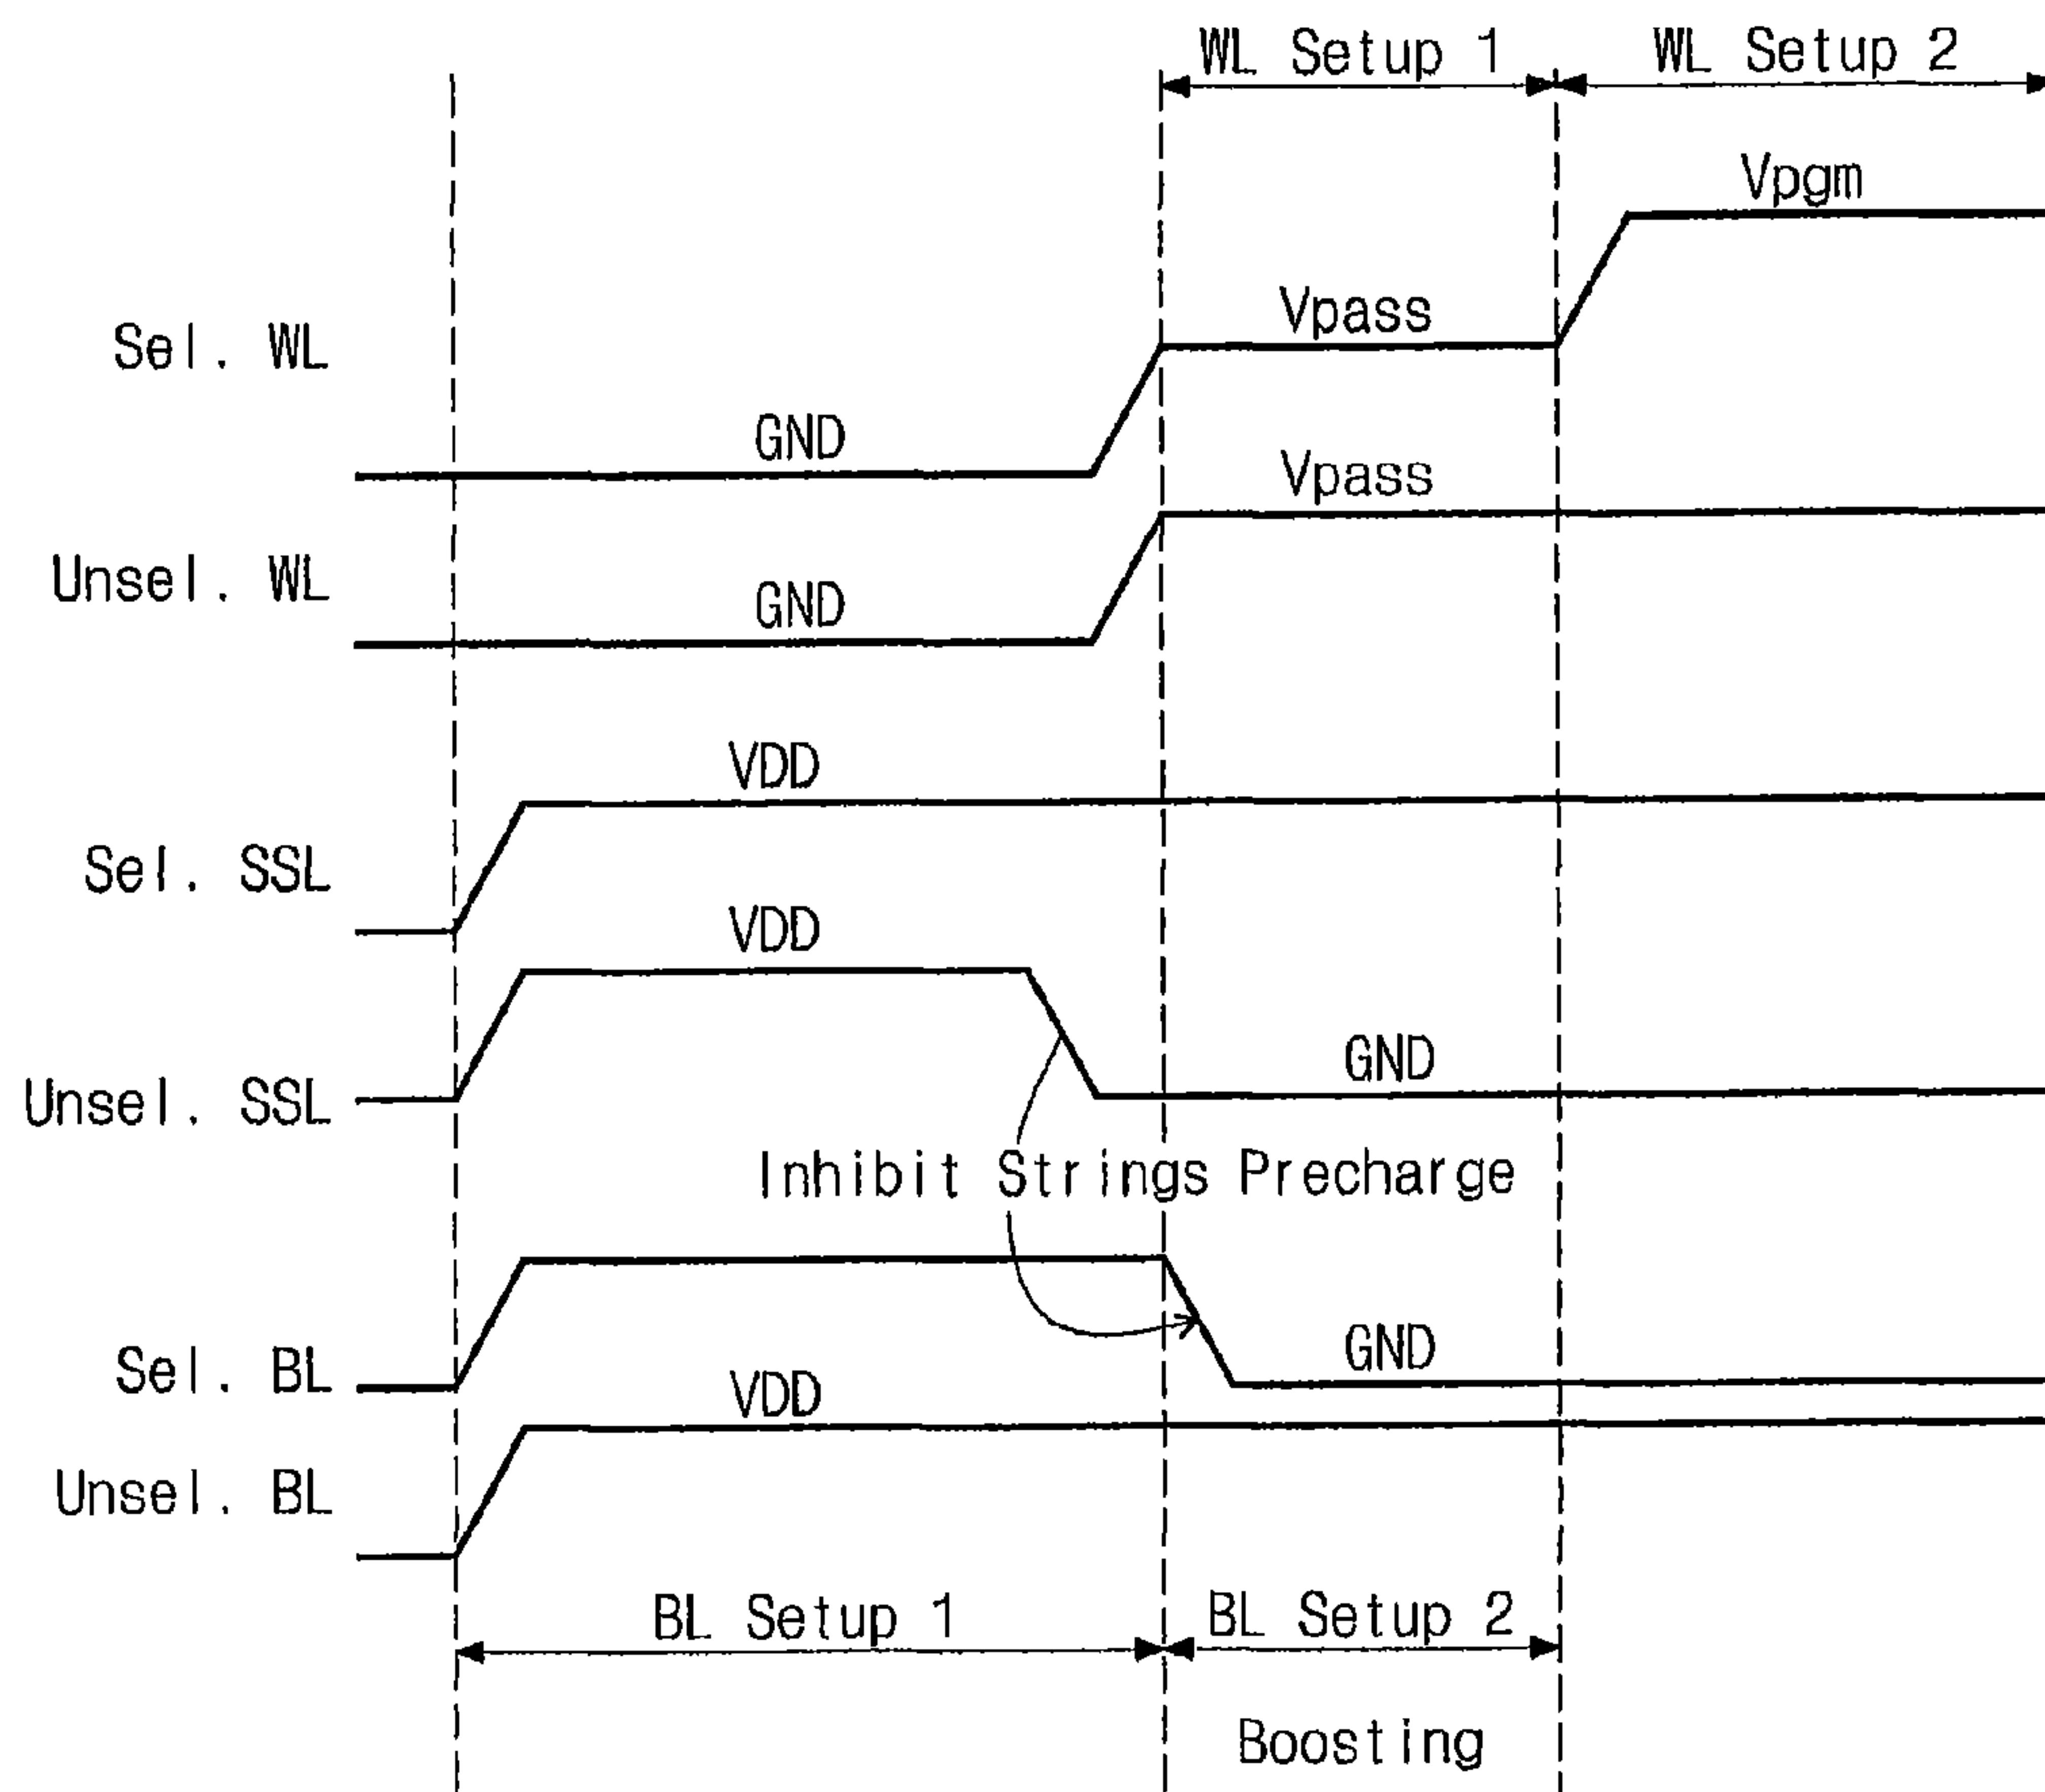 WL Setup 1 WL Setup 2
Vpgm
Sel. WL
Vpass
GND
Vpass
Unsel. WL
GND
VDD
Sel. SSL
VDD
GND
Unsel. SSL
Inhibit Strings Precharge
Sel. BL
GND
VDD
Unsel. BL
BL Setup 1 BL Setup 2
Boosting